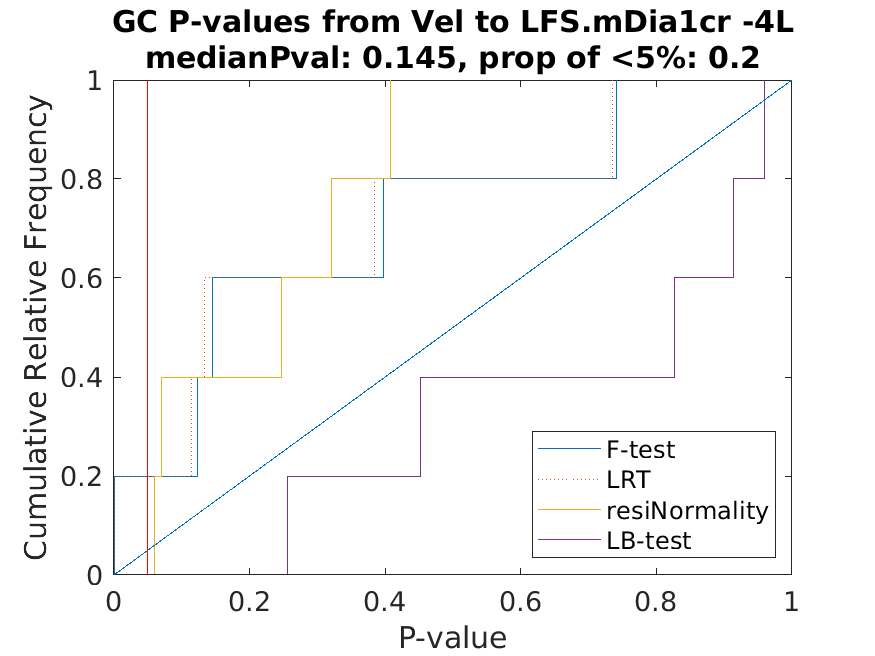 GC P-values from Vel to LFS.mDia1cr -4L
medianPval: 0.145, prop of <5%: 0.2
Cumulative Relative Frequency
1
0.8
0.6
0.4
0.2
0
F-test
LRT
resiNormality
LB-test
0 0.2 0.4 0.6 0.8 1
P-value